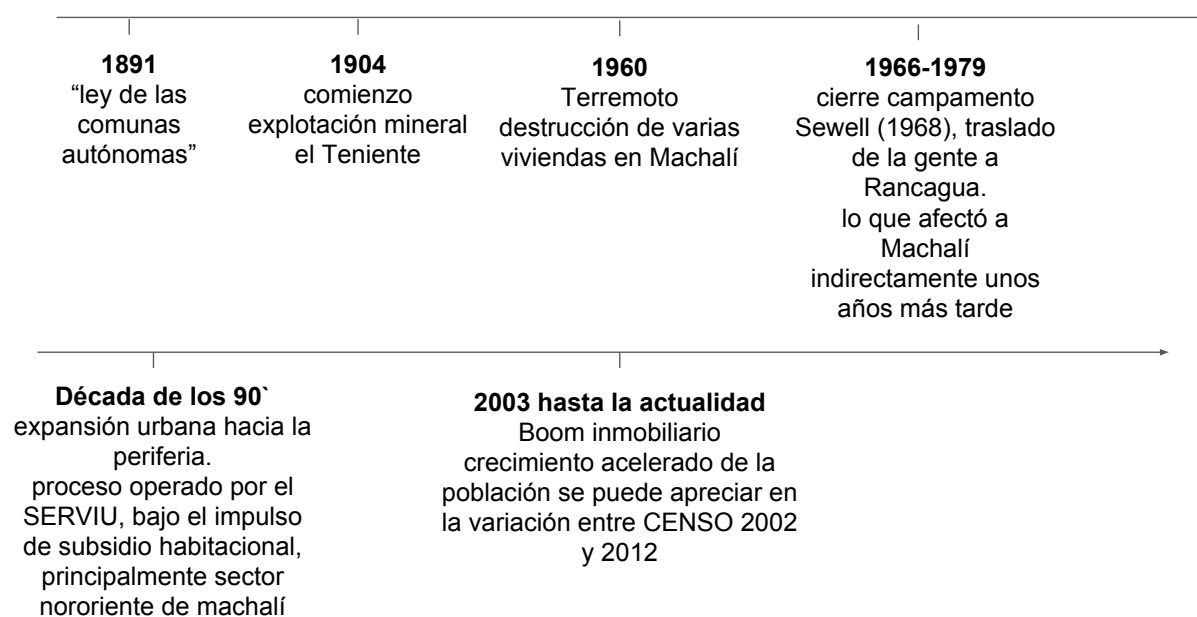 1891
“ley de las
comunas
autónomas”
1904
comienzo
explotación mineral
el Teniente
1960
Terremoto
destrucción de varias
viviendas en Machalí
1966-1979
cierre campamento
Sewell (1968), traslado
de la gente a
Rancagua.
lo que afectó a
Machalí
indirectamente unos
años más tarde
Década de los 90`
expansión urbana hacia la
periferia.
proceso operado por el
SERVIU, bajo el impulso
de subsidio habitacional,
principalmente sector
nororiente de machalí
2003 hasta la actualidad
Boom inmobiliario
crecimiento acelerado de la
población se puede apreciar en
la variación entre CENSO 2002
y 2012